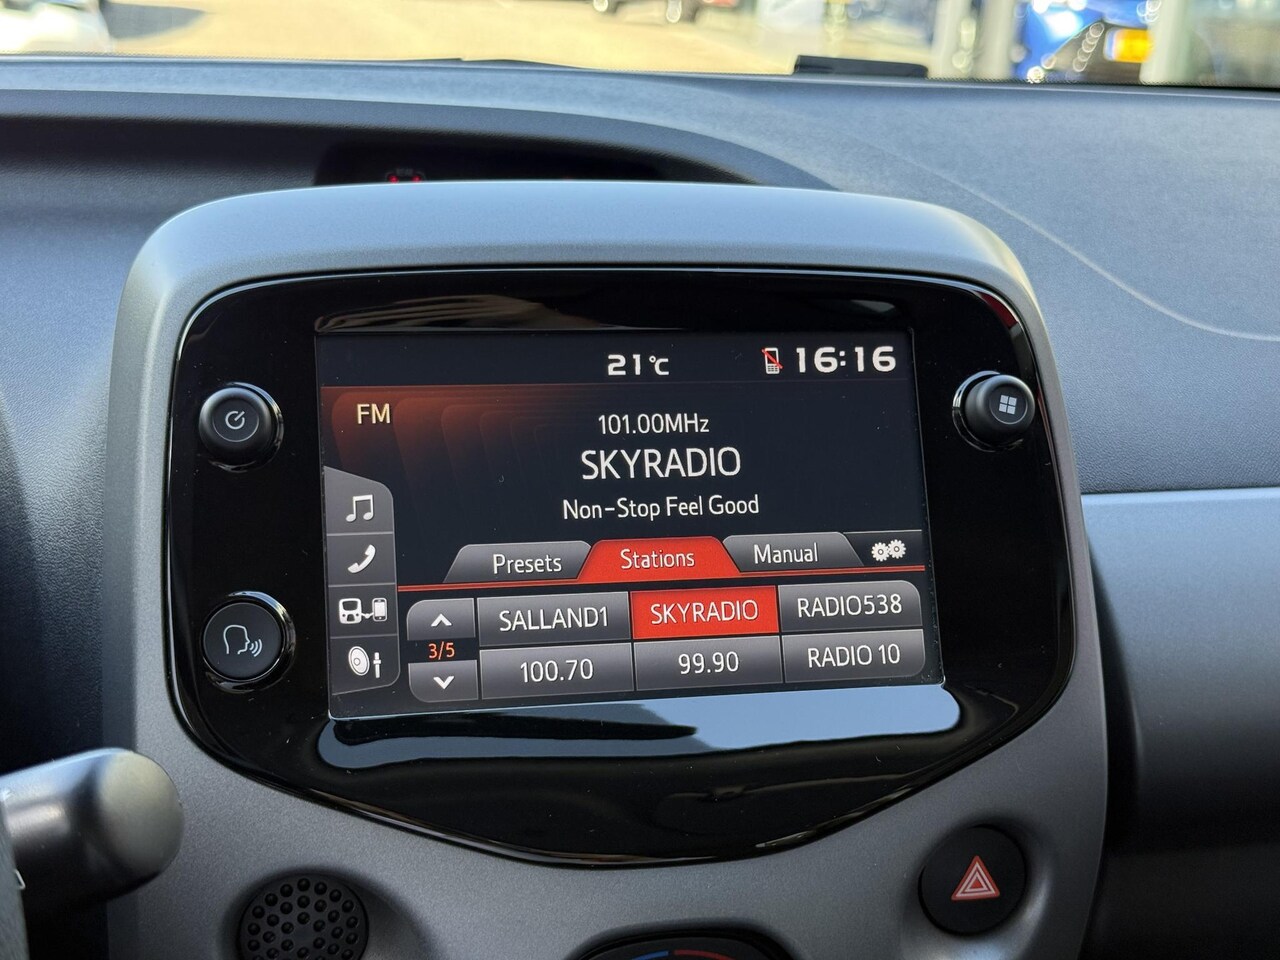 21°C 16:16
FM
101.00MHz
SKYRADIO
Non-Stop Feel Good
Presets Stations Manual
SALLAND1 SKYRADIO RADIO538
3/5
100.70 99.90 RADIO 10